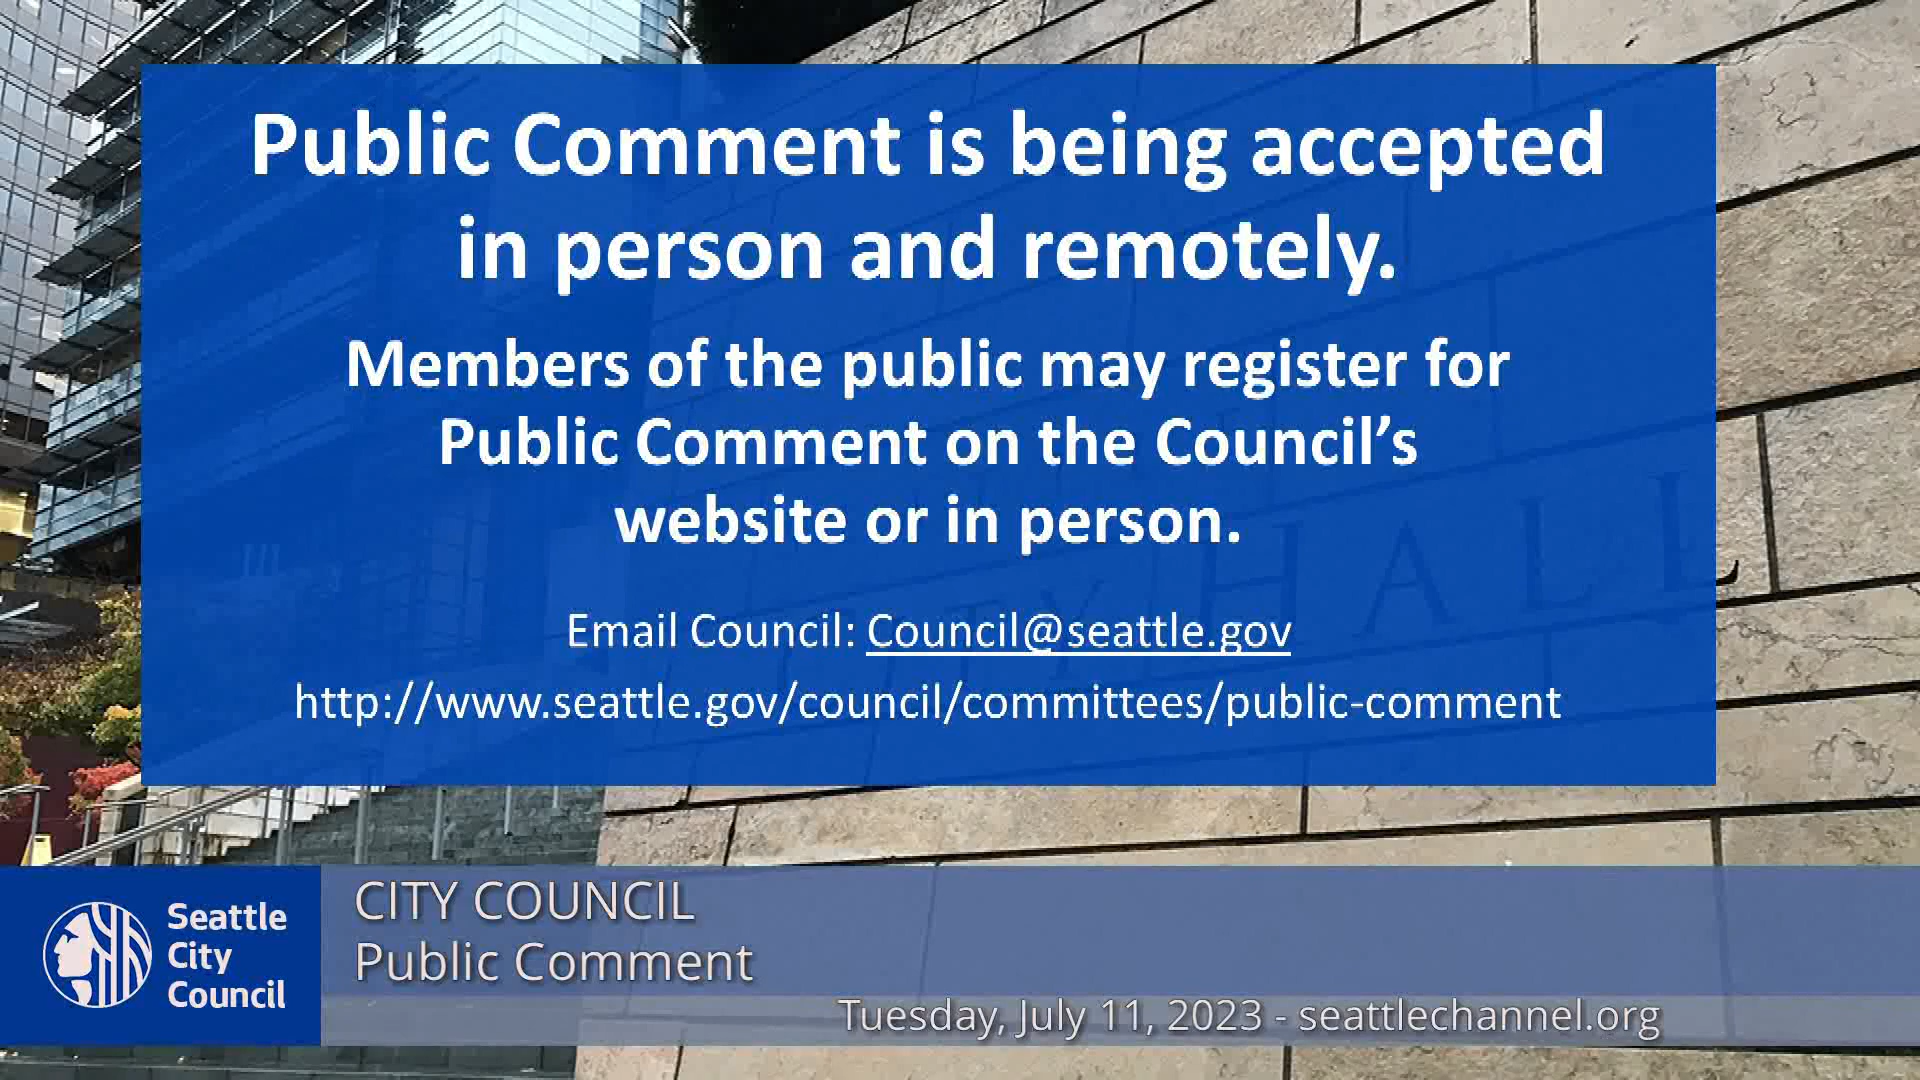 Public Comment is being accepted
in person and remotely.
Members of the public may register for
Public Comment on the Council’s
website or in person.
CITY HALL
Email Council: Council@seattle.gov
http://www.seattle.gov/council/committees/public-comment
Seattle
City
Council
CITY COUNCIL
Public Comment
Tuesday, July 11, 2023 - seattlechannel.org